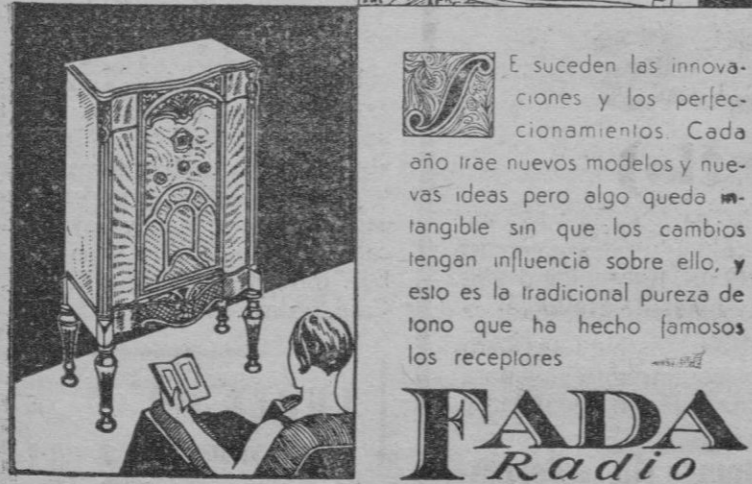 SE suceden las innova-
ciones y los perfec-
cionamientos. Cada
año trae nuevos modelos y nue-
vas ideas pero algo queda in-
tangible sin que los cambios
tengan influencia sobre ello, y
esto es la tradicional pureza de
tono que ha hecho famosos
los receptores
FADA
Radio